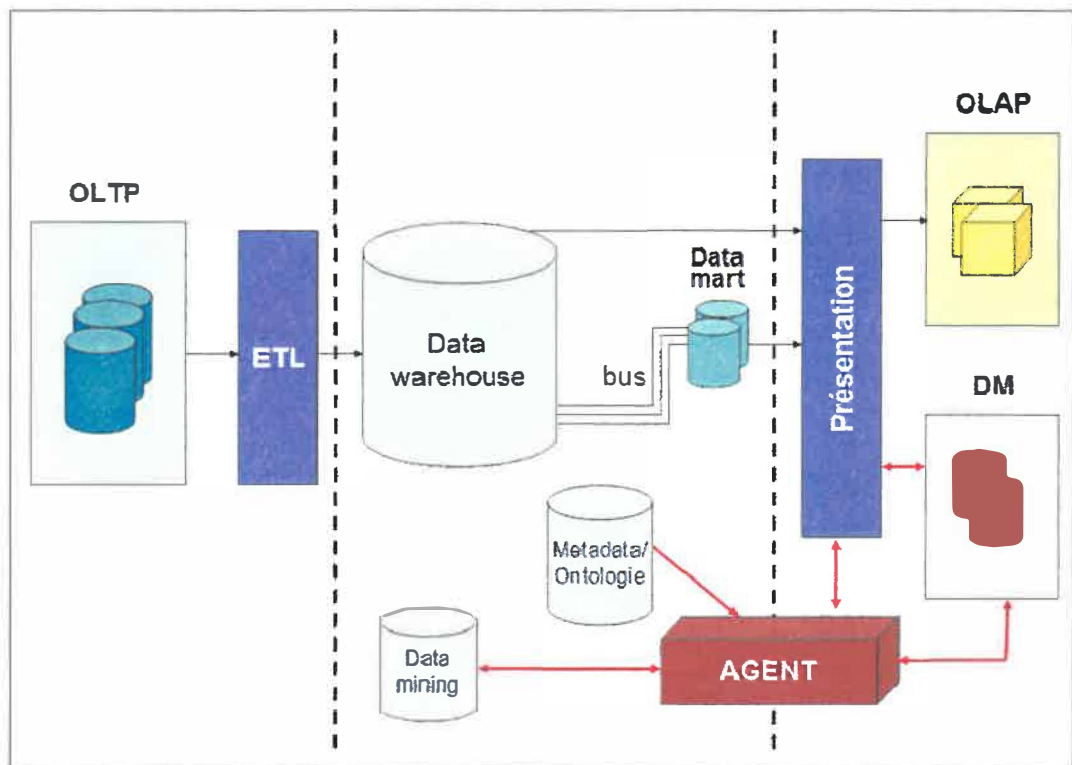 OLTP
ETL
Data
warehouse
bus
Data
mart
Présentation
OLAP
DM
Metadata/
Ontologie
Data
mining
AGENT